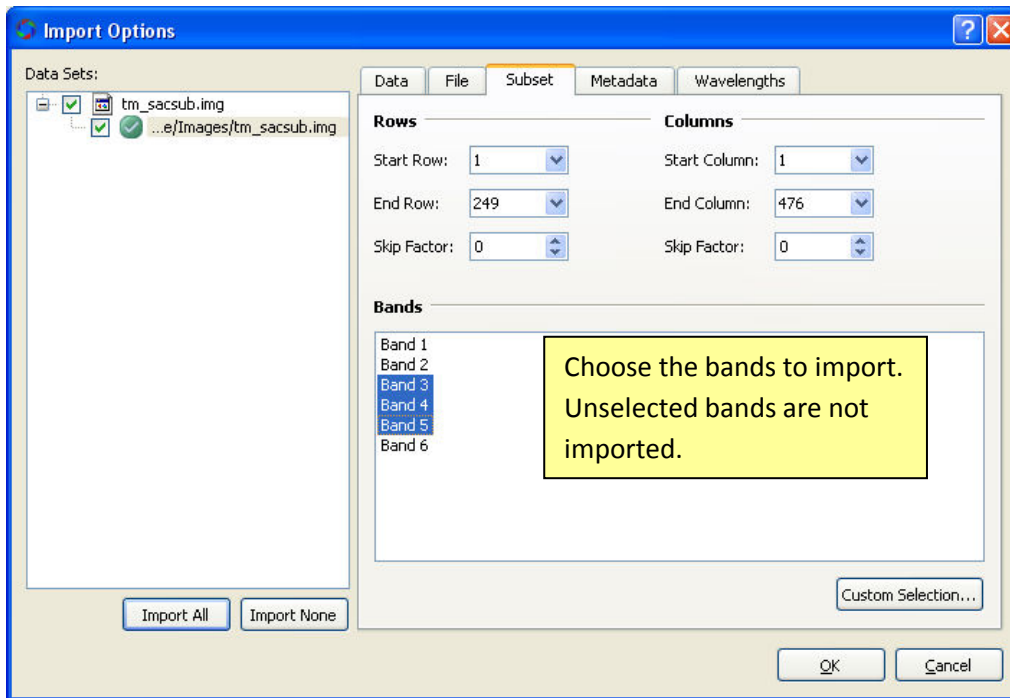 Import Options
Data Sets:
tm_sacsub.img
...e/Images/tm_sacsub.img
Import All Import None
Data File Subset Metadata Wavelengths
Rows Columns
Start Row: 1 Start Column: 1
End Row: 249 End Column: 476
Skip Factor: 0 Skip Factor: 0
Bands
Band 1
Band 2
Band 3
Band 4
Band 5
Band 6
Choose the bands to import.
Unselected bands are not
imported.
Custom Selection...
OK Cancel